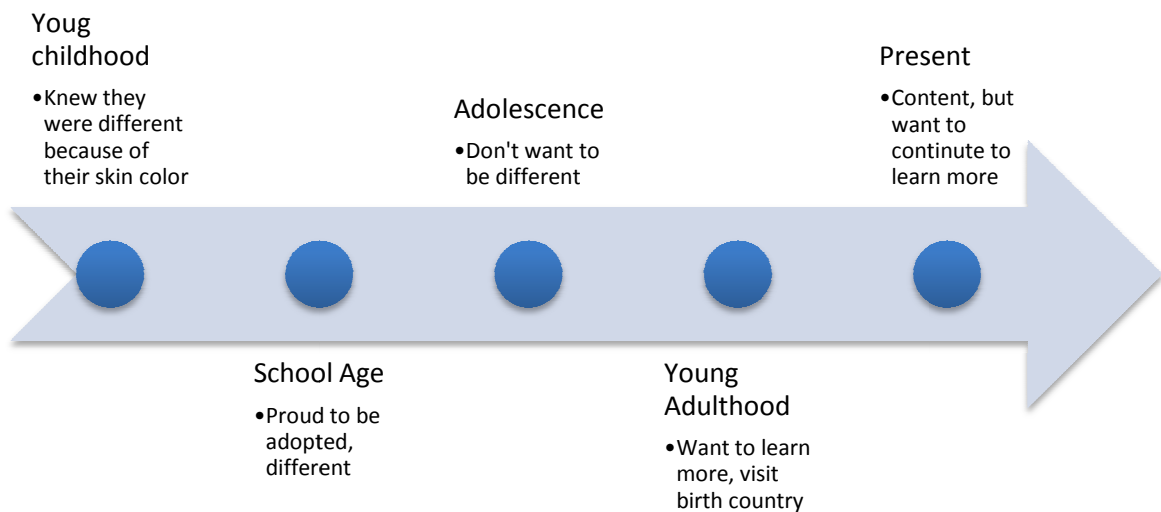 Youg
childhood
•Knew they
were different
because of
their skin color
School Age
•Proud to be
adopted,
different
Adolescence
•Don't want to
be different
Young
Adulthood
•Want to learn
more, visit
birth country
Present
•Content, but
want to
continute to
learn more